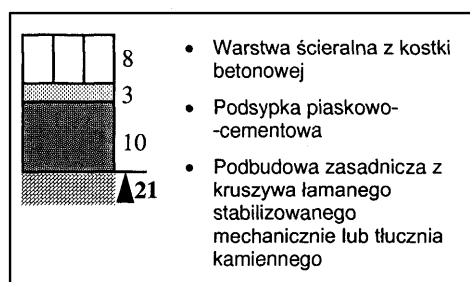 8
3
10
21
• Warstwa ścieralna z kostki
betonowej
• Podsypka piaskowo-
-cementowa
• Podbudowa zasadnicza z
kruszywa łamanego
stabilizowanego
mechanicznie lub tłucznia
kamiennego